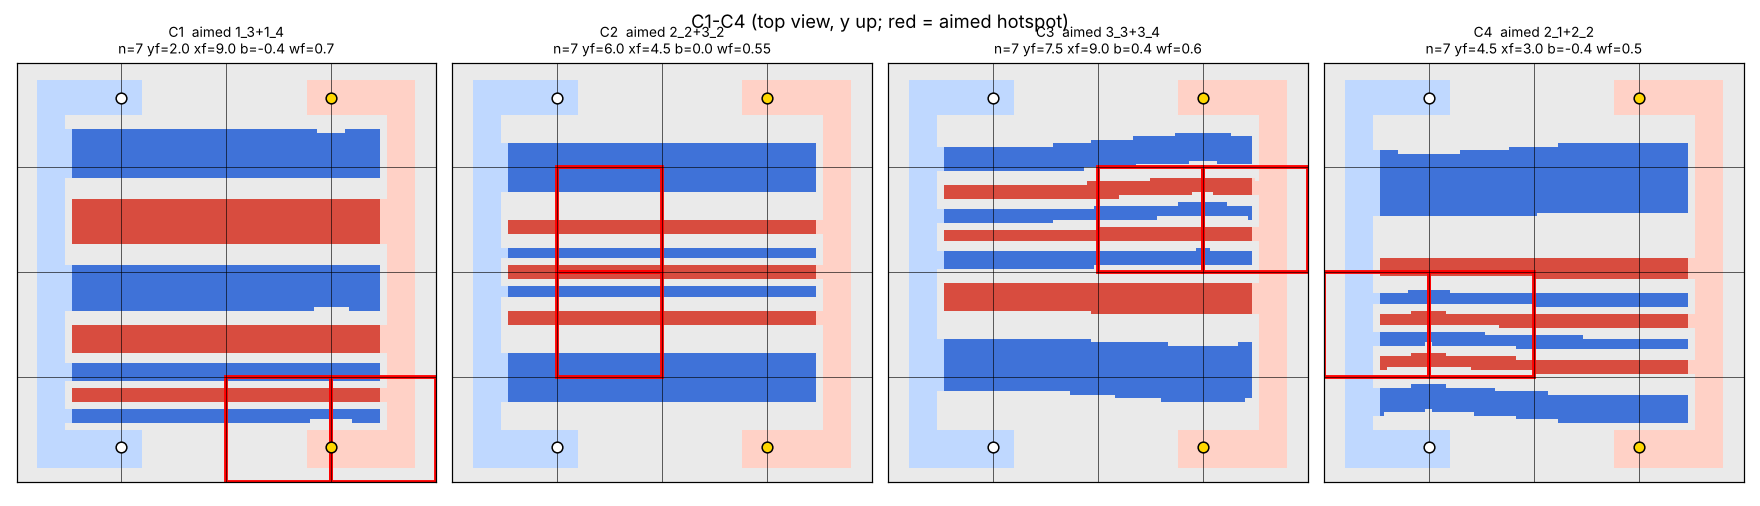 C1-C4 (top view, y up; red = aimed hotspot)
C1 aimed 1_3+1_4
n=7 yf=2.0 xf=9.0 b=-0.4 wf=0.7
C2 aimed 2_2+3_2
n=7 yf=6.0 xf=4.5 b=0.0 wf=0.55
C3 aimed 3_3+3_4
n=7 yf=7.5 xf=9.0 b=0.4 wf=0.6
C4 aimed 2_1+2_2
n=7 yf=4.5 xf=3.0 b=-0.4 wf=0.5